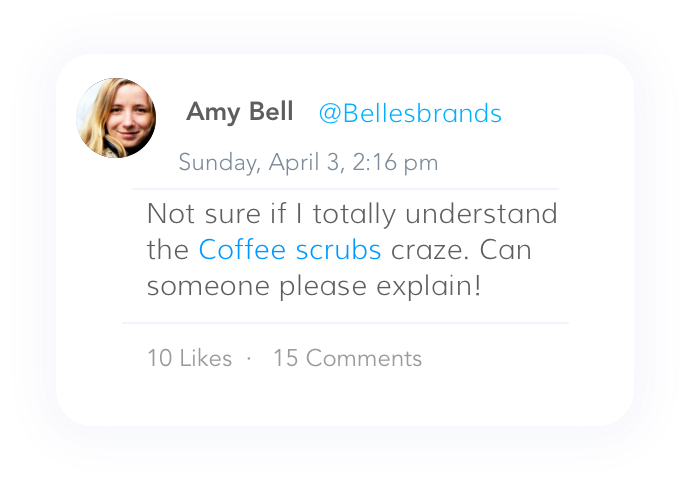 Amy Bell @Bellesbrands
Sunday, April 3, 2:16 pm
Not sure if I totally understand
the Coffee scrubs craze. Can
someone please explain!
10 Likes · 15 Comments